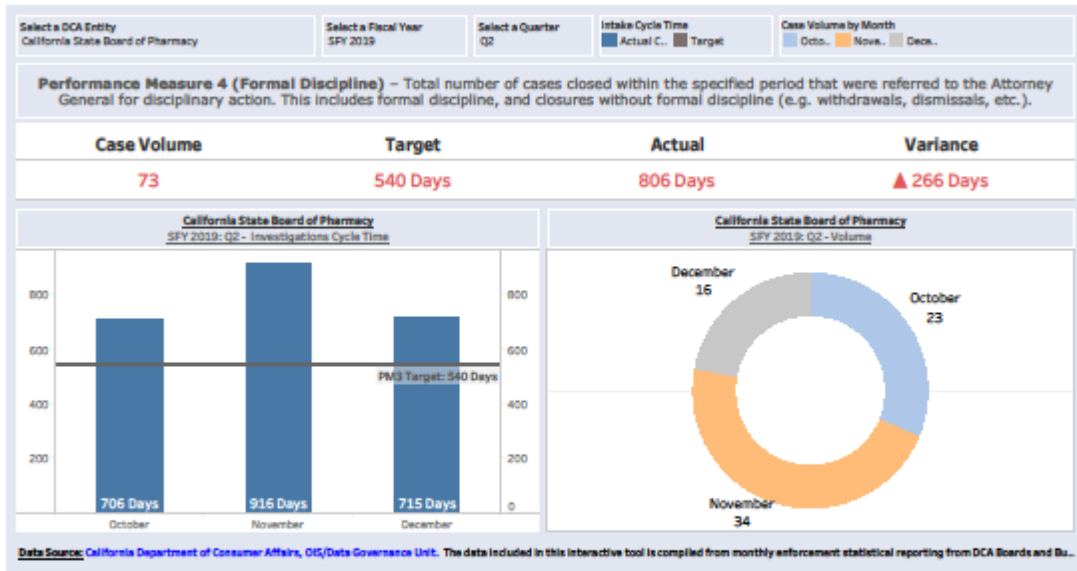 Select a DCA Entity
California State Board of Pharmacy
Select a Fiscal Year
SFY 2019
Select a Quarter
Q2
Intake Cycle Time
Actual C.. Target
Case Volume by Month
Octo.. Nove.. Dece..
Performance Measure 4 (Formal Discipline) – Total number of cases closed within the specified period that were referred to the Attorney
General for disciplinary action. This includes formal discipline, and closures without formal discipline (e.g. withdrawals, dismissals, etc.).
Case Volume Target Actual Variance
73 540 Days 806 Days ▲ 266 Days
California State Board of Pharmacy
SFY 2019: Q2 - Investigations Cycle Time
800 800
600 600
PM3 Target: 540 Days
400 400
200 200
706 Days 916 Days 715 Days
0
October November December
California State Board of Pharmacy
SFY 2019: Q2 - Volume
December
16
October
23
November
34
Data Source: California Department of Consumer Affairs, OIS/Data Governance Unit. The data included in this interactive tool is compiled from monthly enforcement statistical reporting from DCA Boards and Bu...